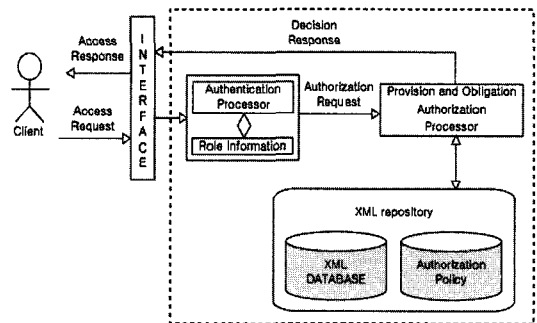 Decision
Response
Access
Response
Client
Access
Request
INTERFACE
Authentication
Processor
Role Information
Authorization
Request
Provision and Obligation
Authorization
Processor
XML repository
XML
DATABASE
Authorization
Policy